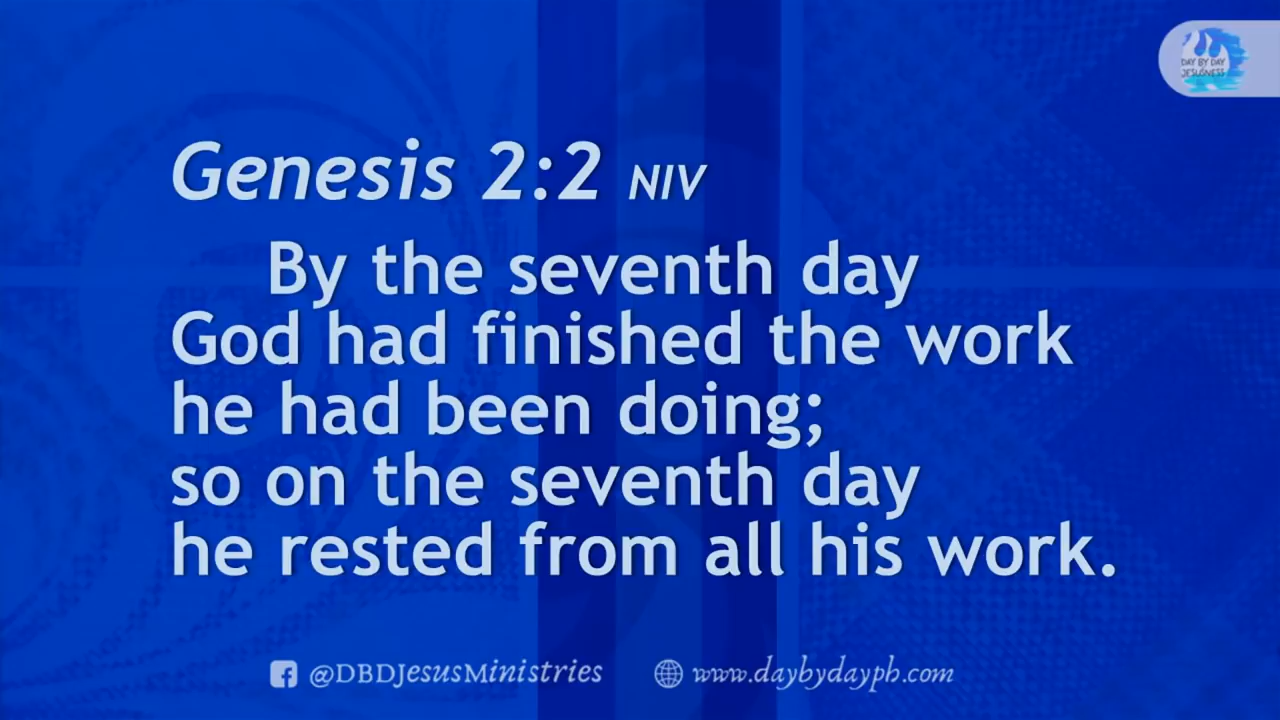 DAY BY DAY
JESUSNESS
Genesis 2:2 NIV
By the seventh day
God had finished the work
he had been doing;
so on the seventh day
he rested from all his work.
@DBDJesusMinistries www.daybydayph.com